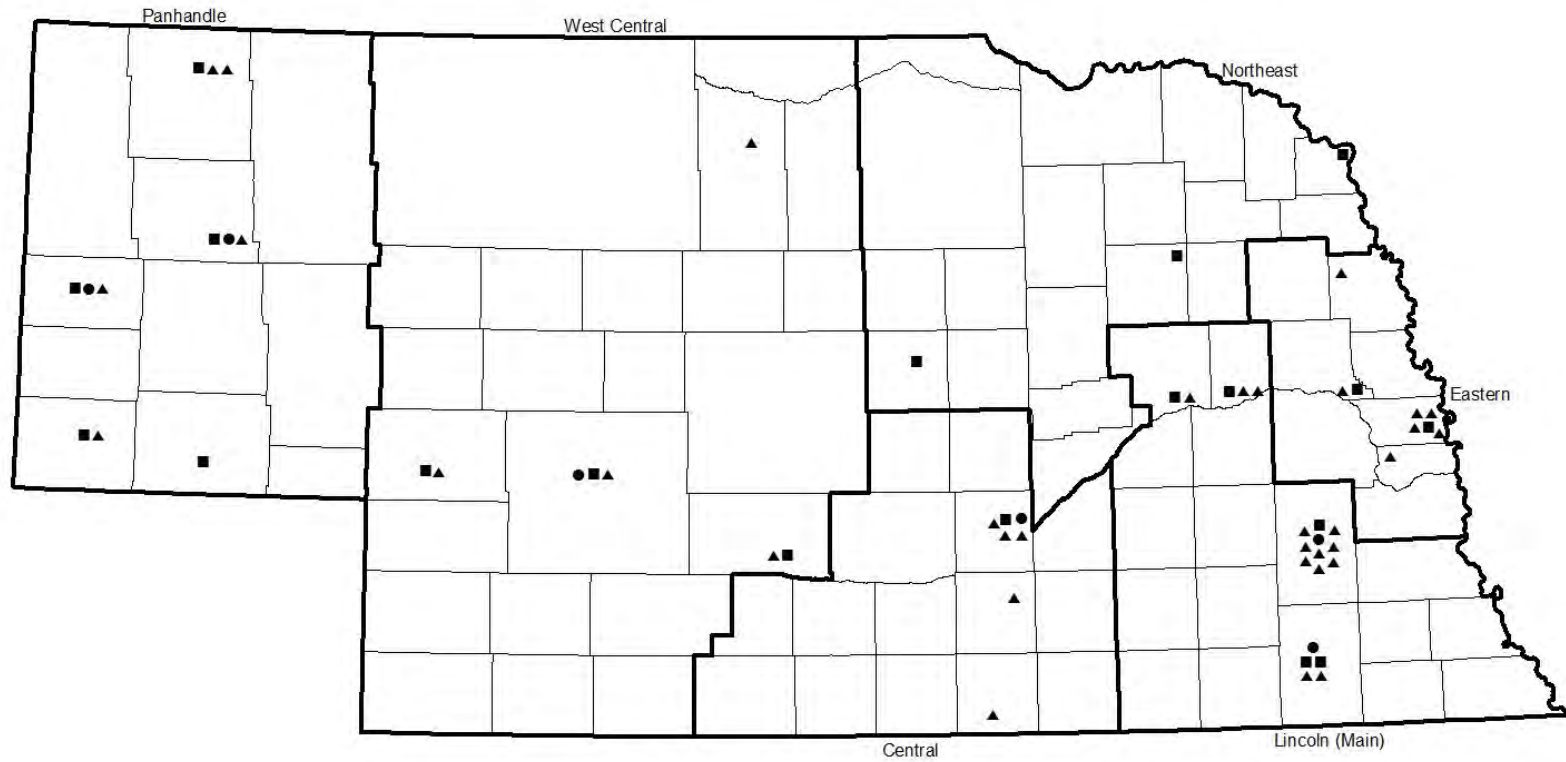 Panhandle
West Central
Northeast
Eastern
Central
Lincoln (Main)